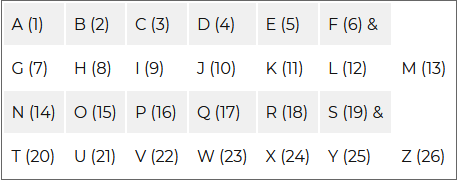 A (1) B (2) C (3) D (4) E (5) F (6) &
G (7) H (8) I (9) J (10) K (11) L (12) M (13)
N (14) O (15) P (16) Q (17) R (18) S (19) &
T (20) U (21) V (22) W (23) X (24) Y (25) Z (26)